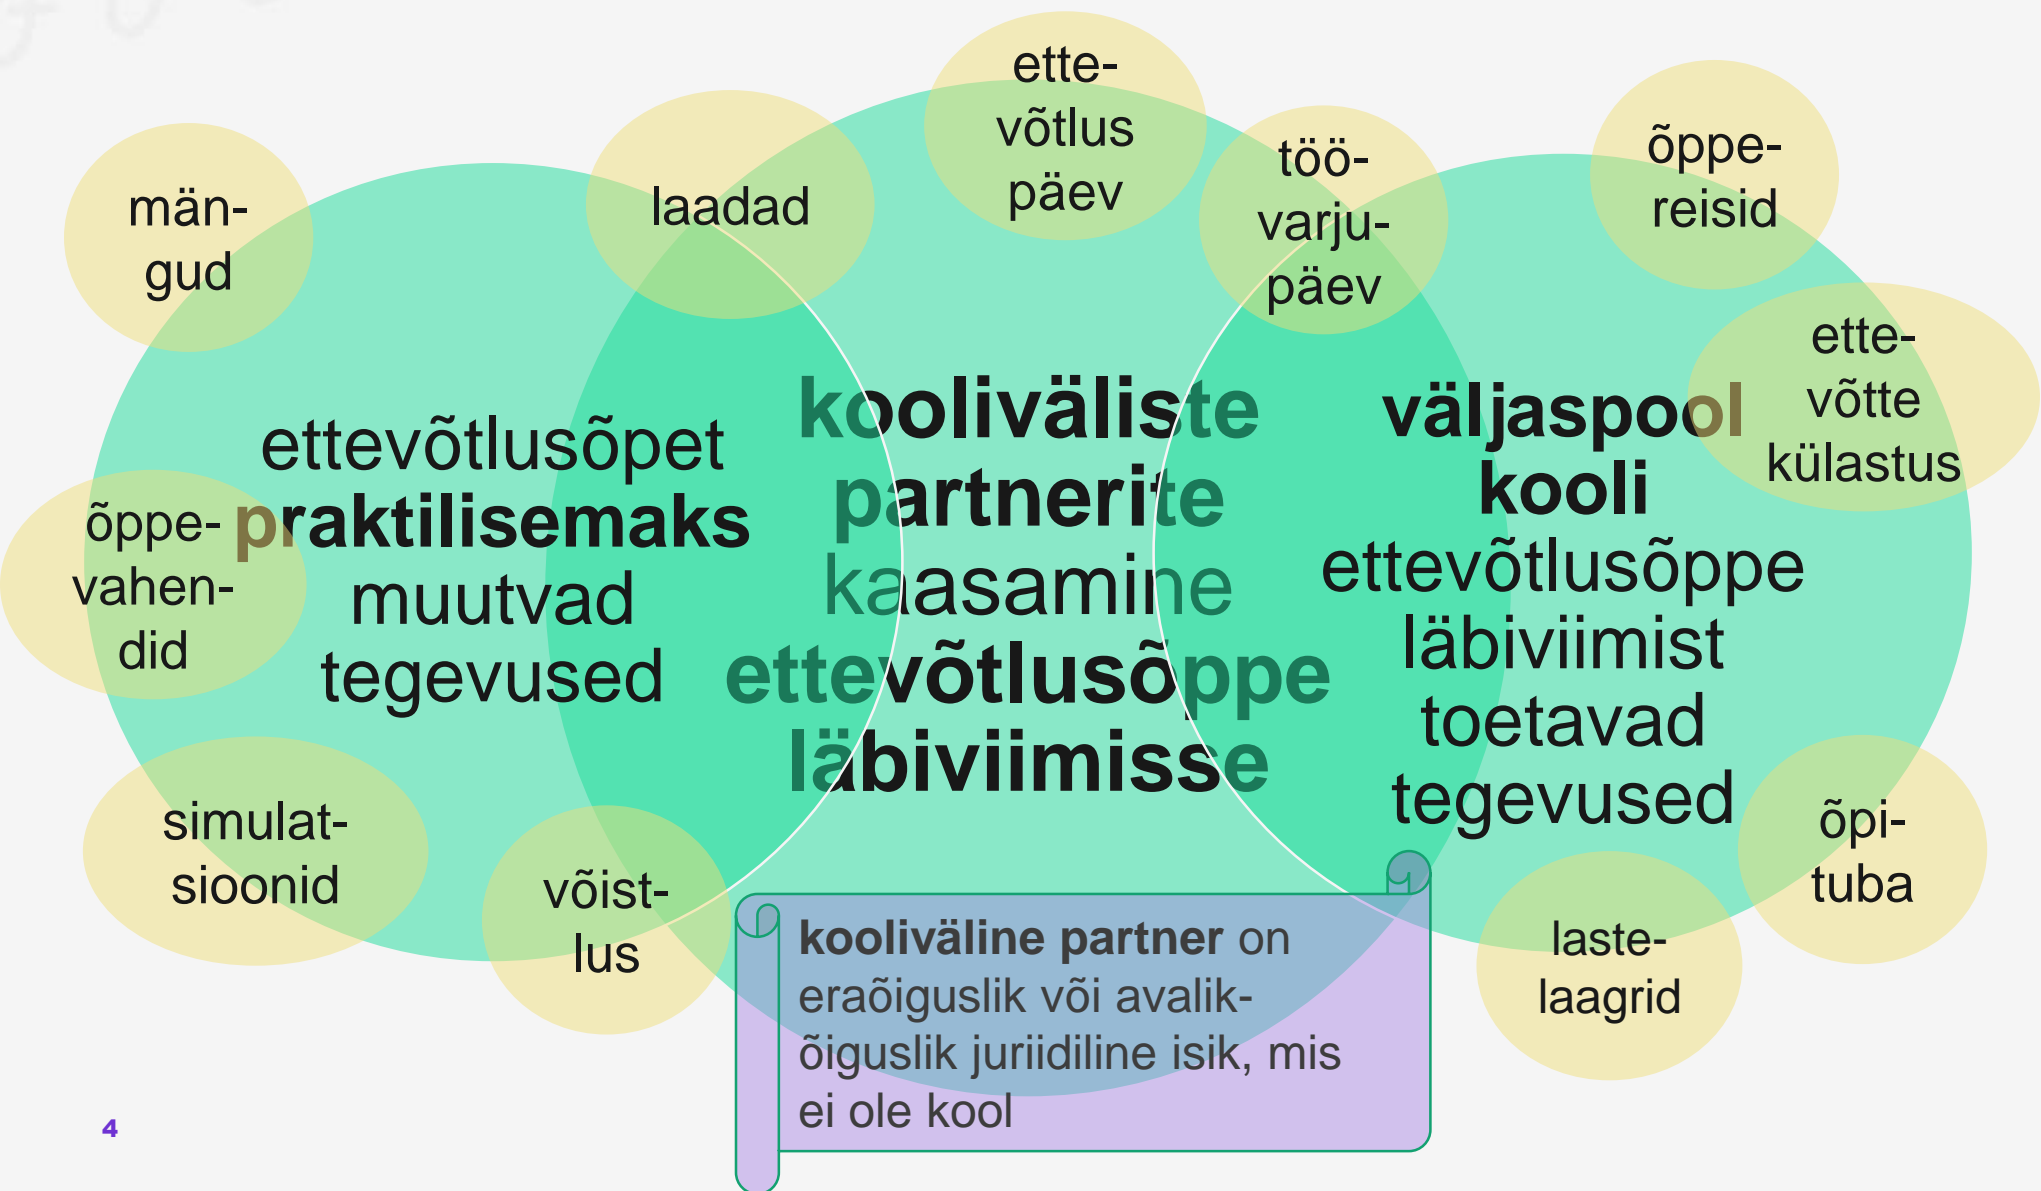 män-
gud
laadad
ette-
võtlus
päev
töö-
varju-
päev
õppe-
reisid
ette-
võtte
külastus
õppe-
vahen-
did
ettevõtlusõpet
praktilisemaks
muutvad
tegevused
kooliväliste
partnerite
kaasamine
ettevõtlusõppe
läbiviimisse
väljaspool
kooli
ettevõtlusõppe
läbiviimist
toetavad
tegevused
simulat-
sioonid
võist-
lus
õpi-
tuba
laste-
laagrid
kooliväline partner on
eraõiguslik või avalik-
õiguslik juriidiline isik, mis
ei ole kool
4